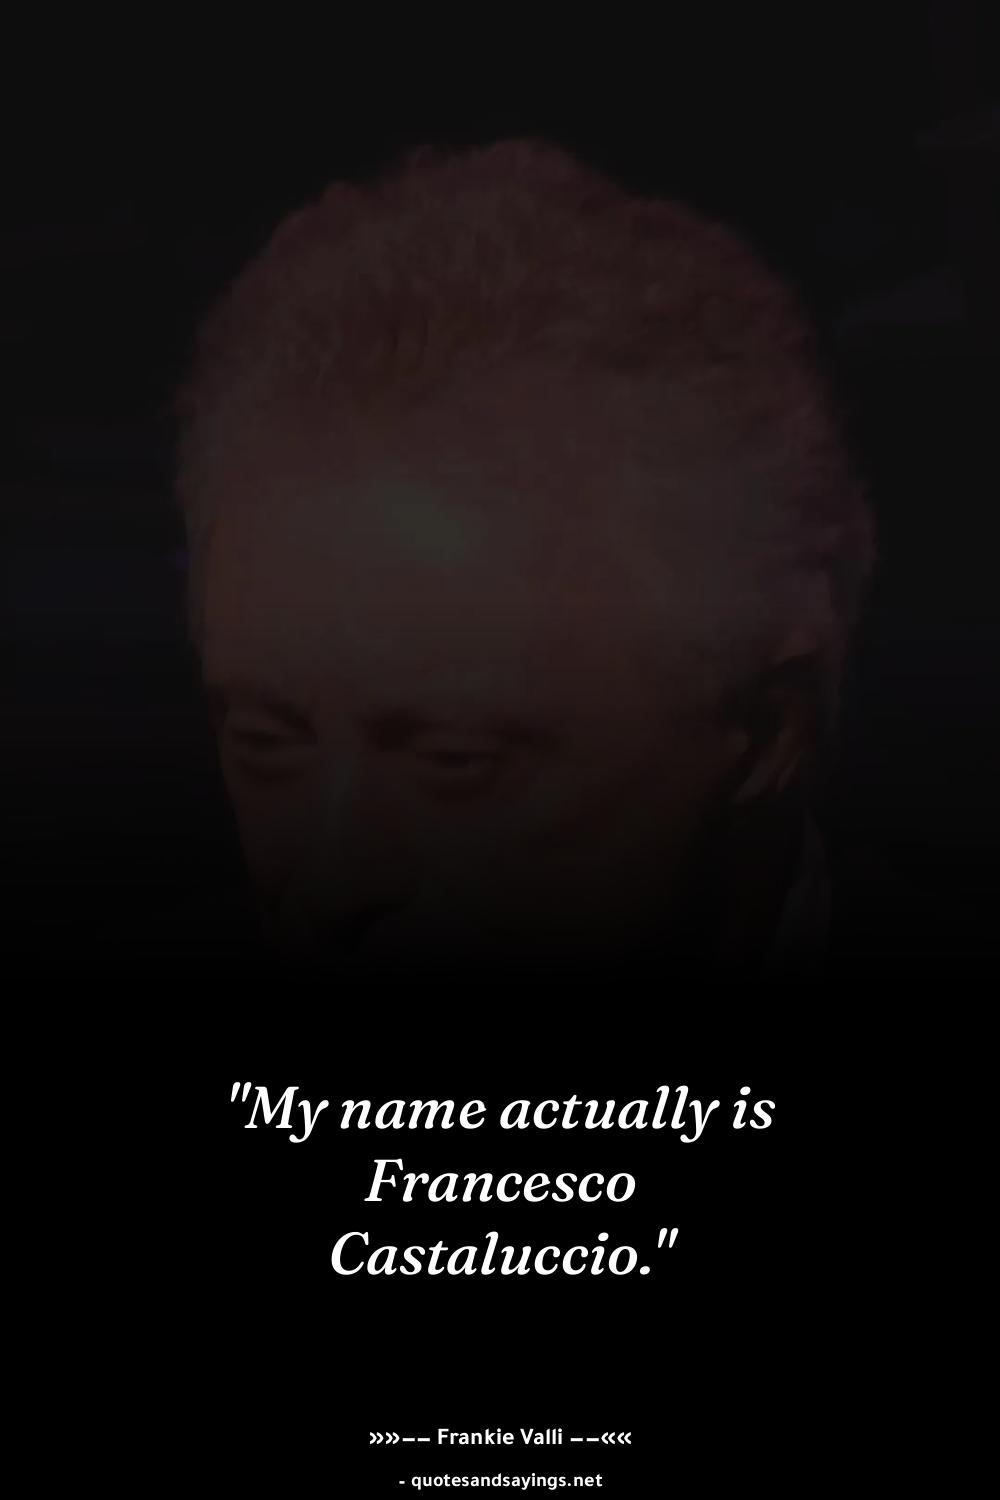 "My name actually is
Francesco
Castaluccio."
»»−− Frankie Valli −−««
- quotesandsayings.net